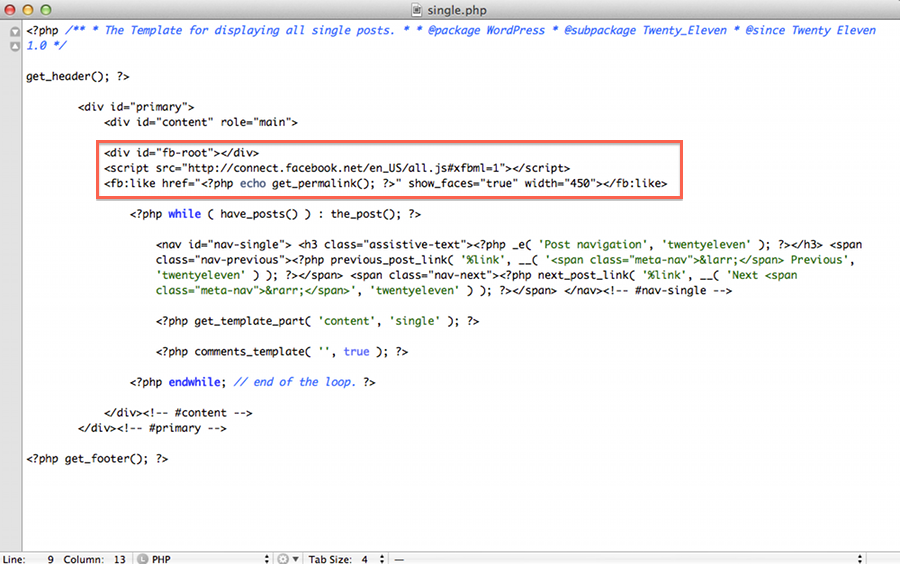 single.php
<?php /** * The Template for displaying all single posts. * * @package WordPress * @subpackage Twenty_Eleven * @since Twenty Eleven
1.0 */
get_header(); ?>
<div id="primary">
<div id="content" role="main">
<div id="fb-root"></div>
<script src="http://connect.facebook.net/en_US/all.js#xfbml=1"></script>
<fb:like href="<?php echo get_permalink(); ?>" show_faces="true" width="450"></fb:like>
<?php while ( have_posts() ) : the_post(); ?>
<nav id="nav-single"> <h3 class="assistive-text"><?php _e( 'Post navigation', 'twentyeleven' ); ?></h3> <span
class="nav-previous"><?php previous_post_link( '%link', __( '<span class="meta-nav">&larr;</span> Previous',
'twentyeleven' ) ); ?></span> <span class="nav-next"><?php next_post_link( '%link', __( 'Next <span
class="meta-nav">&rarr;</span>', 'twentyeleven' ) ); ?></span> </nav><!-- #nav-single -->
<?php get_template_part( 'content', 'single' ); ?>
<?php comments_template( '', true ); ?>
<?php endwhile; // end of the loop. ?>
</div><!-- #content -->
</div><!-- #primary -->
<?php get_footer(); ?>
Line: 9 Column: 13 L PHP Tab Size: 4 —